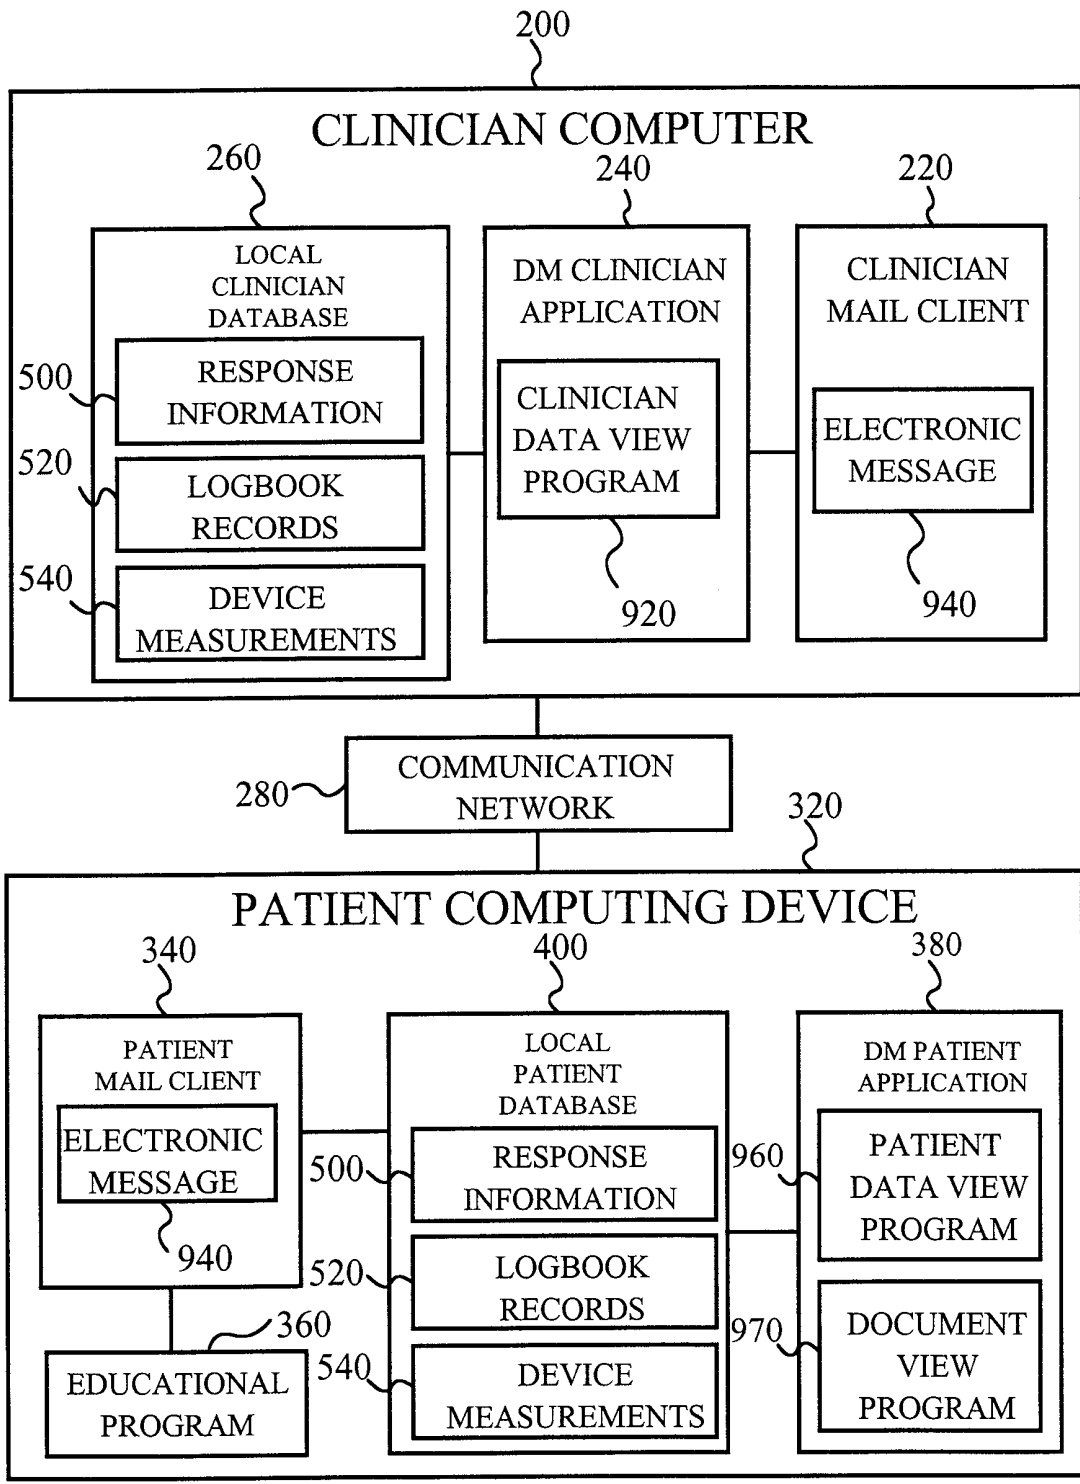 200
CLINICIAN COMPUTER
260
240
220
LOCAL
CLINICIAN
DATABASE
500
RESPONSE
INFORMATION
520
LOGBOOK
RECORDS
540
DEVICE
MEASUREMENTS
DM CLINICIAN
APPLICATION
CLINICIAN
DATA VIEW
PROGRAM
920
CLINICIAN
MAIL CLIENT
ELECTRONIC
MESSAGE
940
280
COMMUNICATION
NETWORK
320
PATIENT COMPUTING DEVICE
340
400
380
PATIENT
MAIL CLIENT
ELECTRONIC
MESSAGE
940
360
EDUCATIONAL
PROGRAM
LOCAL
PATIENT
DATABASE
500
RESPONSE
INFORMATION
520
LOGBOOK
RECORDS
540
DEVICE
MEASUREMENTS
DM PATIENT
APPLICATION
960
PATIENT
DATA VIEW
PROGRAM
970
DOCUMENT
VIEW
PROGRAM